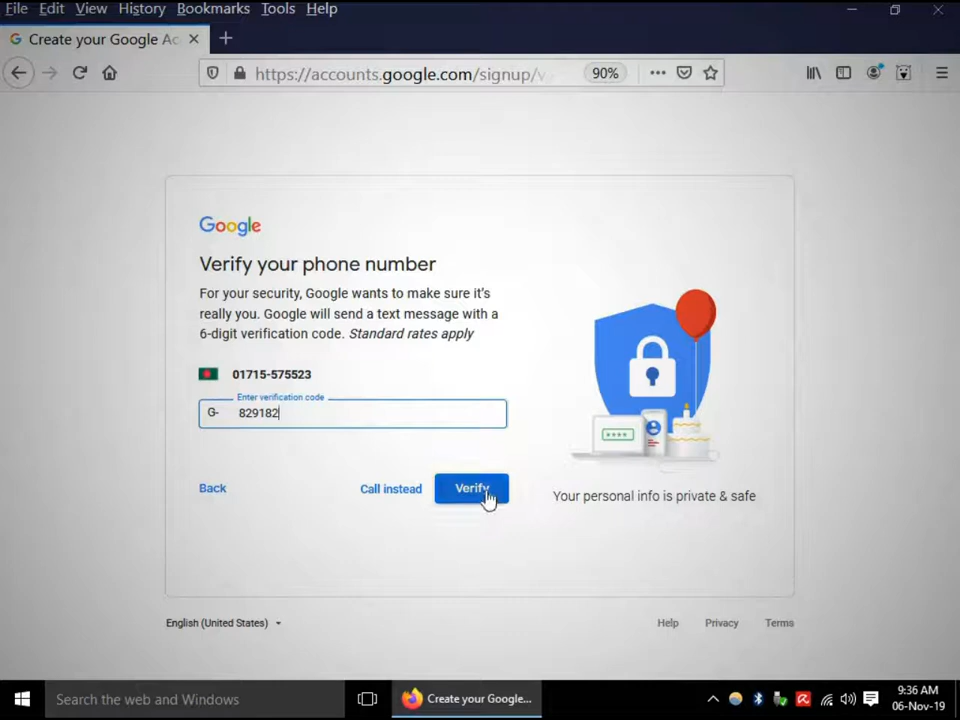 File Edit View History Bookmarks Tools Help
Create your Google Ac
https://accounts.google.com/signup/v
90%
Google
Verify your phone number
For your security, Google wants to make sure it's
really you. Google will send a text message with a
6-digit verification code. Standard rates apply
01715-575523
Enter verification code
G- 829182
Back
Call instead
Verify
Your personal info is private & safe
English (United States)
Help Privacy Terms
Search the web and Windows
Create your Google...
9:36 AM
06-Nov-19